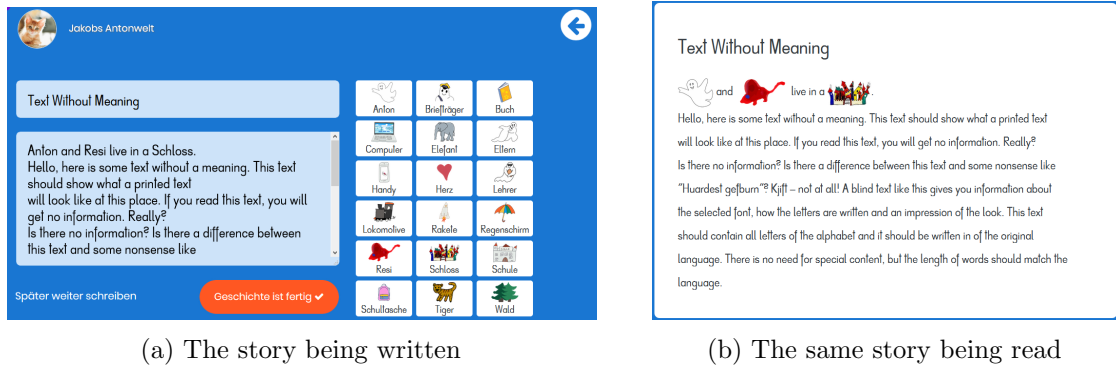 Jakobs Antonwelt
Text Without Meaning
Anton and Resi live in a Schloss.
Hello, here is some text without a meaning. This text
should show what a printed text
will look like at this place. If you read this text, you will
get no information. Really?
Is there no information? Is there a difference between
this text and some nonsense like
Später weiter schreiben
Geschichte ist fertig
Anton Briefträger Buch
Computer Elefant Eltern
Handy Herz Lehrer
Lokomotive Rakete Regenschirm
Resi Schloss Schule
Schultasche Tiger Wald
(a) The story being written
Text Without Meaning
and live in a .
Hello, here is some text without a meaning. This text should show what a printed text
will look like at this place. If you read this text, you will get no information. Really?
Is there no information? Is there a difference between this text and some nonsense like
"Huardest gefburn"? Kjift – not at all! A blind text like this gives you information about
the selected font, how the letters are written and an impression of the look. This text
should contain all letters of the alphabet and it should be written in of the original
language. There is no need for special content, but the length of words should match the
language.
(b) The same story being read